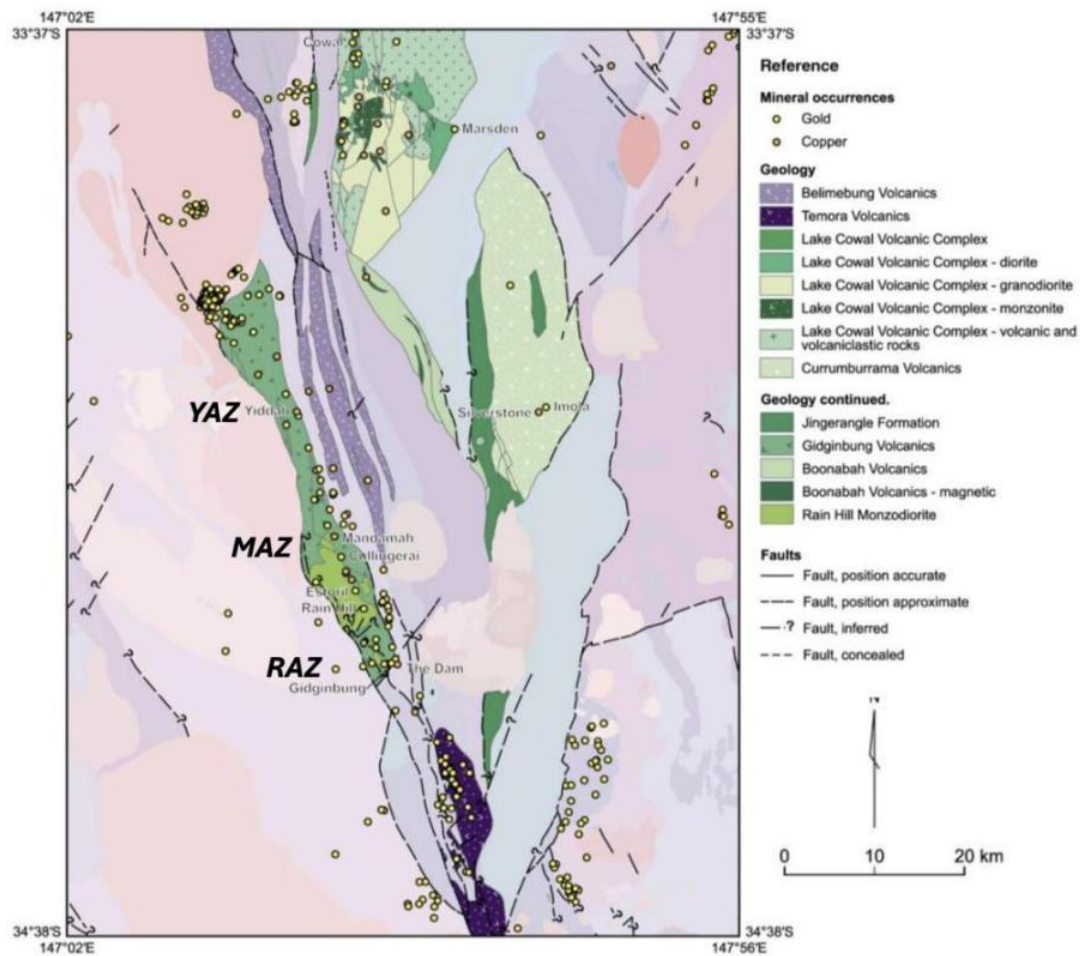 147°02'E
147°55'E
33°37'S
33°37'S
Cowal
Marsden
YAZ
Yiddah
Silverstone
Imola
MAZ
Mandamah
Cullingerai
Estoril
Rain Hill
RAZ
The Dam
Gidginbung
34°38'S
34°38'S
147°02'E
147°56'E
Reference
Mineral occurrences
Gold
Copper
Geology
Belimebung Volcanics
Temora Volcanics
Lake Cowal Volcanic Complex
Lake Cowal Volcanic Complex - diorite
Lake Cowal Volcanic Complex - granodiorite
Lake Cowal Volcanic Complex - monzonite
Lake Cowal Volcanic Complex - volcanic and
volcaniclastic rocks
Currumburrama Volcanics
Geology continued.
Jingerangle Formation
Gidginbung Volcanics
Boonabah Volcanics
Boonabah Volcanics - magnetic
Rain Hill Monzodiorite
Faults
Fault, position accurate
Fault, position approximate
? Fault, inferred
Fault, concealed
N
0 10 20 km